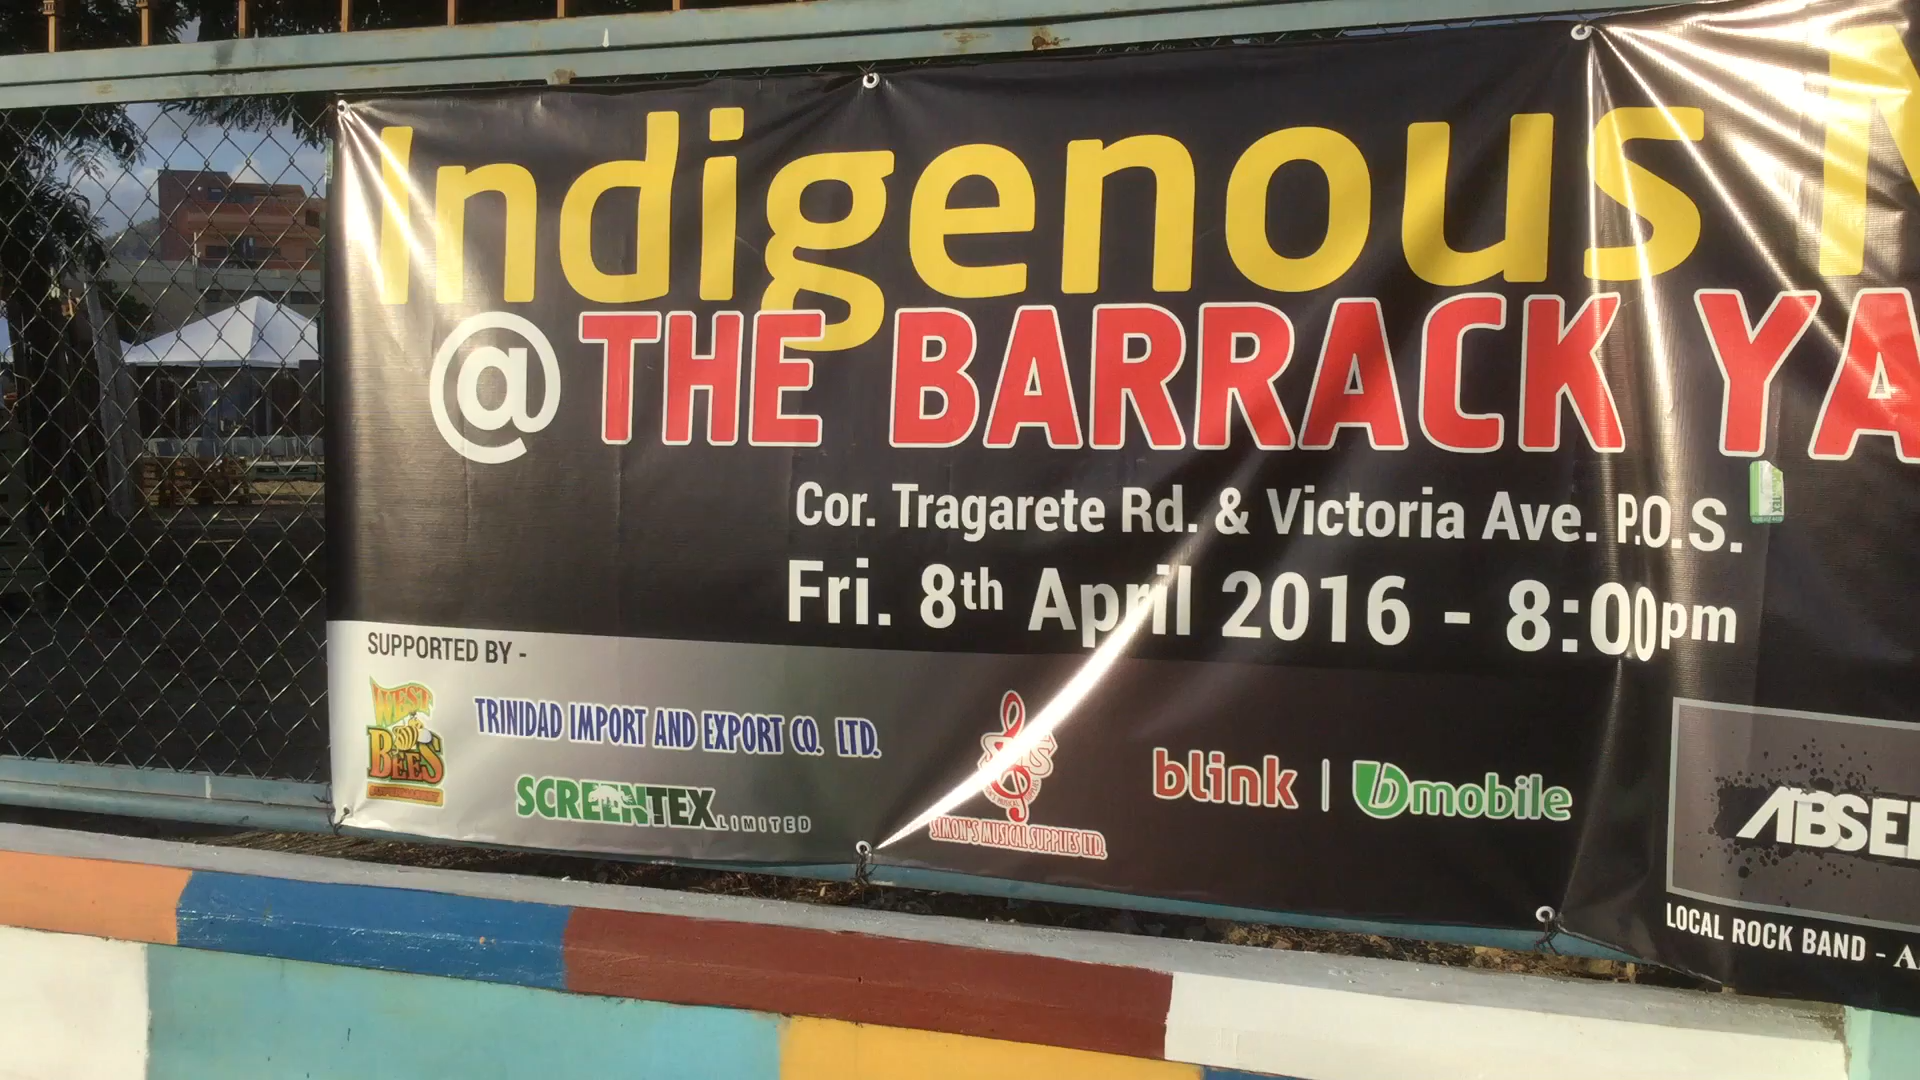 Indigenous
@ THE BARRACK YA
Cor. Tragarete Rd. & Victoria Ave. P.O.S.
Fri. 8th April 2016 - 8:00pm
SUPPORTED BY -
WEST BEES
SUPERMARKET
TRINIDAD IMPORT AND EXPORT CO. LTD.
SCREENTEX LIMITED
SIMON'S MUSICAL SUPPLIES LTD.
blink | bmobile
ABSE
LOCAL ROCK BAND - A